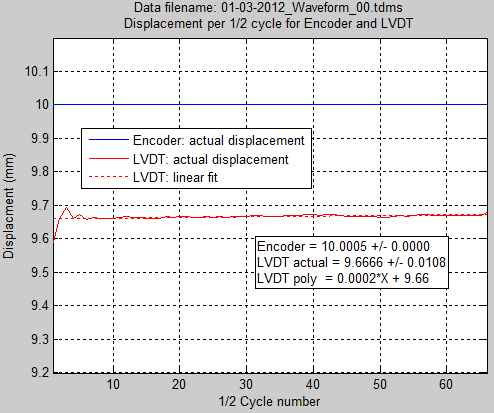 Data filename: 01-03-2012_Waveform_00.tdms
Displacement per 1/2 cycle for Encoder and LVDT
Displacment (mm)
10.1
10
9.9
9.8
9.7
9.6
9.5
9.4
9.3
9.2
Encoder: actual displacement
LVDT: actual displacement
LVDT: linear fit
Encoder = 10.0005 +/- 0.0000
LVDT actual = 9.6666 +/- 0.0108
LVDT poly = 0.0002*X + 9.66
10 20 30 40 50 60
1/2 Cycle number